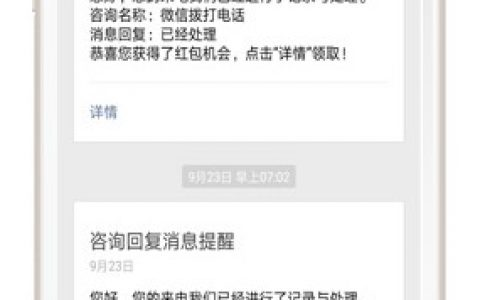 咨询名称：微信拨打电话
消息回复：已经处理
恭喜您获得了红包机会，点击"详情"领取！
详情
9月23日 早上07:02
咨询回复消息提醒
9月23日
您好，您的来电我们已经进行了记录与处理